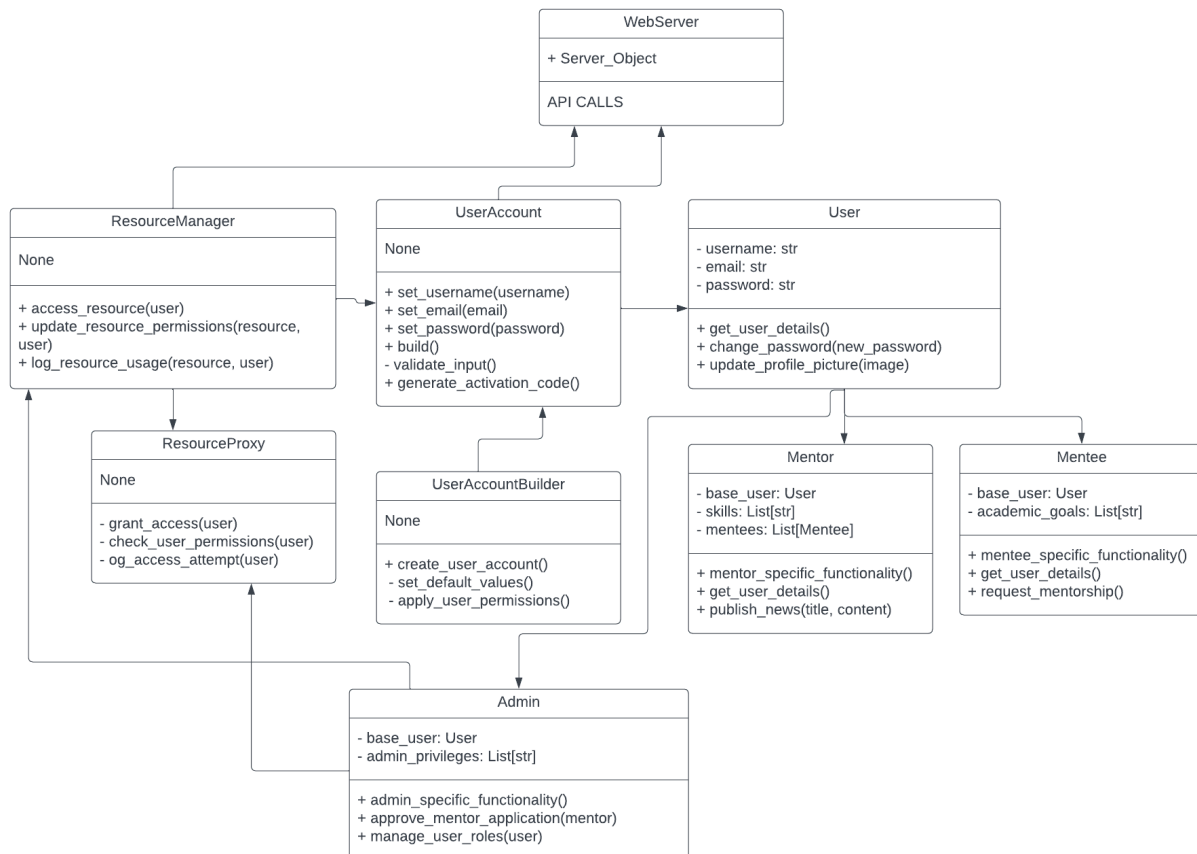 WebServer
+ Server_Object
API CALLS
ResourceManager
None
+ access_resource(user)
+ update_resource_permissions(resource,
user)
+ log_resource_usage(resource, user)
UserAccount
None
+ set_username(username)
+ set_email(email)
+ set_password(password)
+ build()
- validate_input()
+ generate_activation_code()
User
- username: str
- email: str
- password: str
+ get_user_details()
+ change_password(new_password)
+ update_profile_picture(image)
ResourceProxy
None
- grant_access(user)
- check_user_permissions(user)
- og_access_attempt(user)
UserAccountBuilder
None
+ create_user_account()
- set_default_values()
- apply_user_permissions()
Mentor
- base_user: User
- skills: List[str]
- mentees: List[Mentee]
+ mentor_specific_functionality()
+ get_user_details()
+ publish_news(title, content)
Mentee
- base_user: User
- academic_goals: List[str]
+ mentee_specific_functionality()
+ get_user_details()
+ request_mentorship()
Admin
- base_user: User
- admin_privileges: List[str]
+ admin_specific_functionality()
+ approve_mentor_application(mentor)
+ manage_user_roles(user)